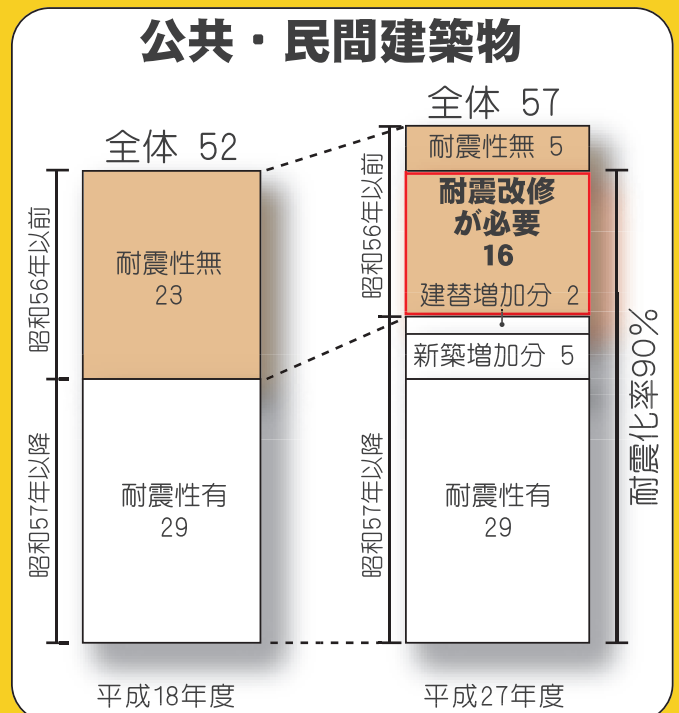 公共・民間建築物
全体 52
昭和56年以前
耐震性無
23
昭和57年以降
耐震性有
29
平成18年度
全体 57
昭和56年以前
耐震性無 5
耐震改修
が必要
16
建替増加分 2
新築増加分 5
昭和57年以降
耐震性有
29
耐震化率90%
平成27年度